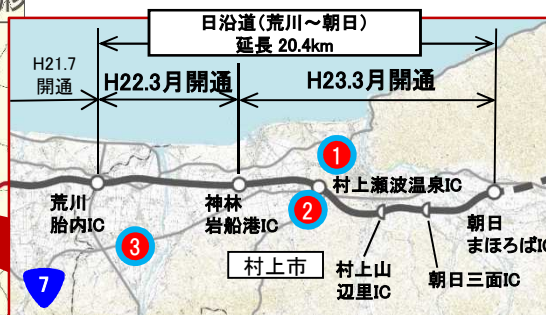 日沿道(荒川～朝日)
延長 20.4km
H21.7
開通
H22.3月開通
H23.3月開通
1
村上瀬波温泉IC
荒川
胎内IC
神林
岩船港IC
2
朝日
まほろばIC
3
村上市
村上山
辺里IC
朝日三面IC
7